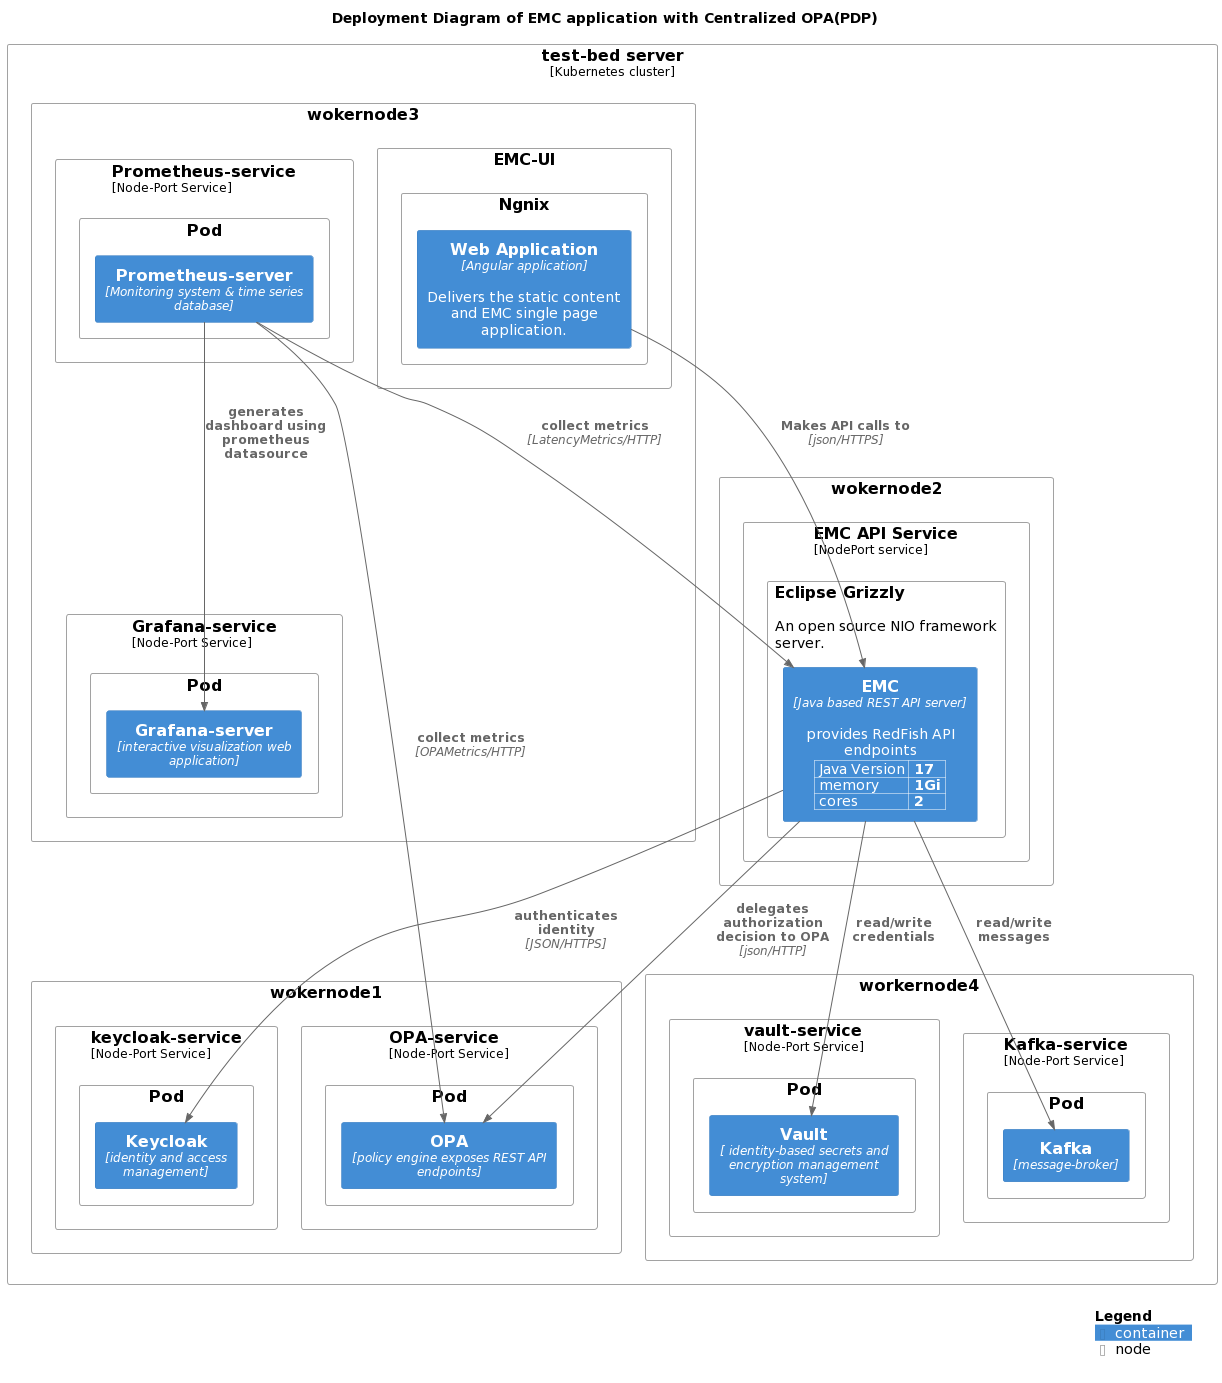 Deployment Diagram of EMC application with Centralized OPA(PDP)
test-bed server
[Kubernetes cluster]
wokernode3
Prometheus-service
[Node-Port Service]
Pod
Prometheus-server
[Monitoring system & time series
database]
EMC-UI
Ngnix
Web Application
[Angular application]
Delivers the static content
and EMC single page
application.
generates
dashboard using
prometheus
datasource
collect metrics
[LatencyMetrics/HTTP]
Makes API calls to
[json/HTTPS]
wokernode2
EMC API Service
[NodePort service]
Eclipse Grizzly
An open source NIO framework
server.
EMC
[Java based REST API server]
provides RedFish API
endpoints
Java Version 17
memory 1Gi
cores 2
Grafana-service
[Node-Port Service]
Pod
Grafana-server
[interactive visualization web
application]
collect metrics
[OPAMetrics/HTTP]
authenticates
identity
[JSON/HTTPS]
delegates
authorization
decision to OPA
[json/HTTP]
read/write
credentials
read/write
messages
wokernode1
keycloak-service
[Node-Port Service]
Pod
Keycloak
[identity and access
management]
OPA-service
[Node-Port Service]
Pod
OPA
[policy engine exposes REST API
endpoints]
workernode4
vault-service
[Node-Port Service]
Pod
Vault
[ identity-based secrets and
encryption management
system]
Kafka-service
[Node-Port Service]
Pod
Kafka
[message-broker]
Legend
container
node